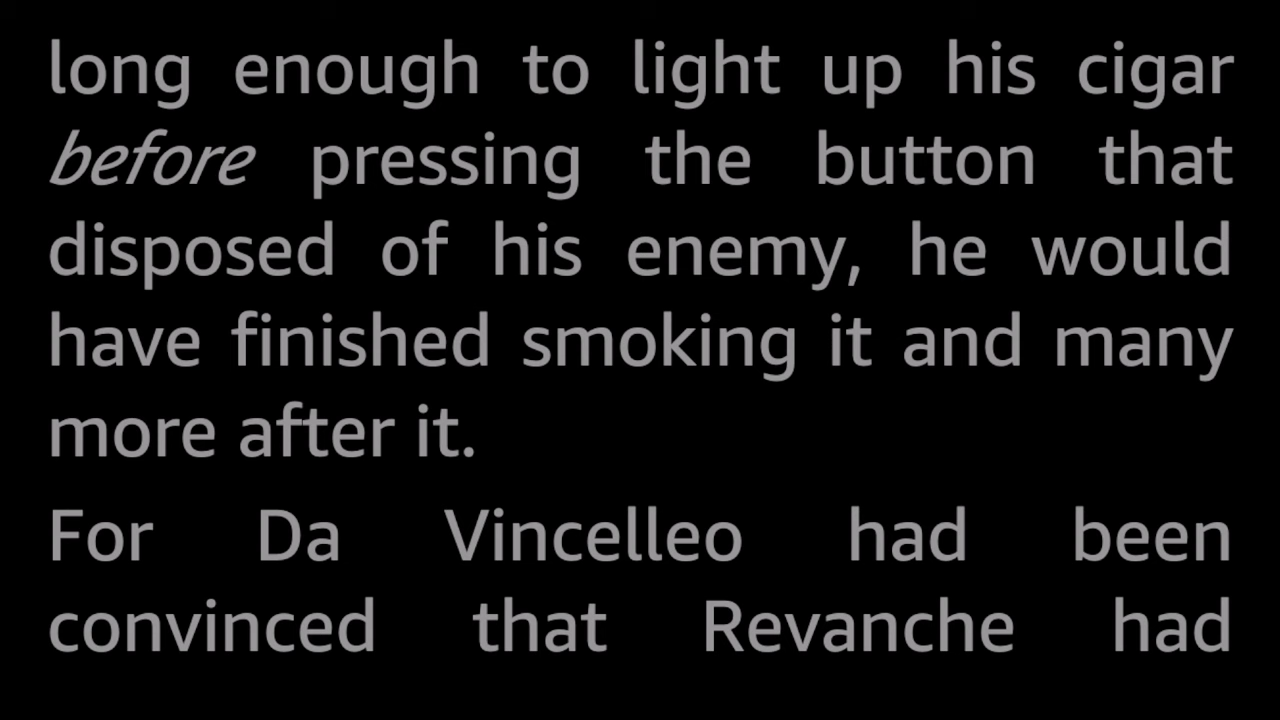 long enough to light up his cigar
before pressing the button that
disposed of his enemy, he would
have finished smoking it and many
more after it.
For Da Vincelleo had been
convinced that Revanche had